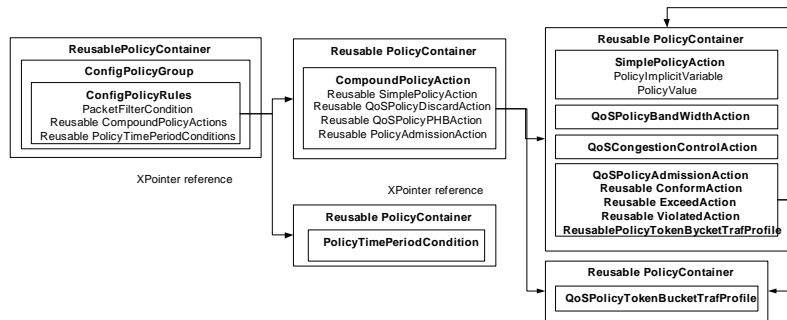 ReusablePolicyContainer
ConfigPolicyGroup
ConfigPolicyRules
PacketFilterCondition
Reusable CompoundPolicyActions
Reusable PolicyTimePeriodConditions
XPointer reference
Reusable PolicyContainer
CompoundPolicyAction
Reusable SimplePolicyAction
Reusable QoSPolicyDiscardAction
Reusable QoSPolicyPHBAction
Reusable PolicyAdmissionAction
XPointer reference
Reusable PolicyContainer
PolicyTimePeriodCondition
Reusable PolicyContainer
SimplePolicyAction
PolicyImplicitVariable
PolicyValue
QoSPolicyBandWidthAction
QoSCongestionControlAction
QoSPolicyAdmissionAction
Reusable ConformAction
Reusable ExceedAction
Reusable ViolatedAction
ReusablePolicyTokenBycketTrafProfile
Reusable PolicyContainer
QoSPolicyTokenBucketTrafProfile